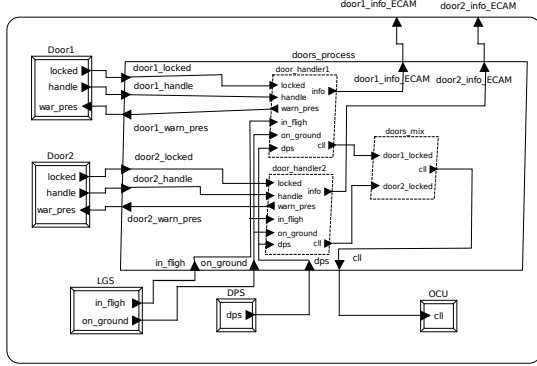 door1_info_ECAM
door2_info_ECAM
doors_process
Door1
locked
handle
war_pres
door1_locked
door1_handle
door1_warn_pres
door_handler1
locked
handle
warn_pres
in_fligh
on_ground
dps
info
cll
door1_info_ECAM
door2_info_ECAM
doors_mix
door1_locked
door2_locked
cll
Door2
locked
handle
war_pres
door2_locked
door2_handle
door2_warn_pres
door_handler2
locked
handle
warn_pres
in_fligh
on_ground
dps
info
cll
in_fligh
on_ground
dps
cll
LGS
in_fligh
on_ground
DPS
dps
OCU
cll